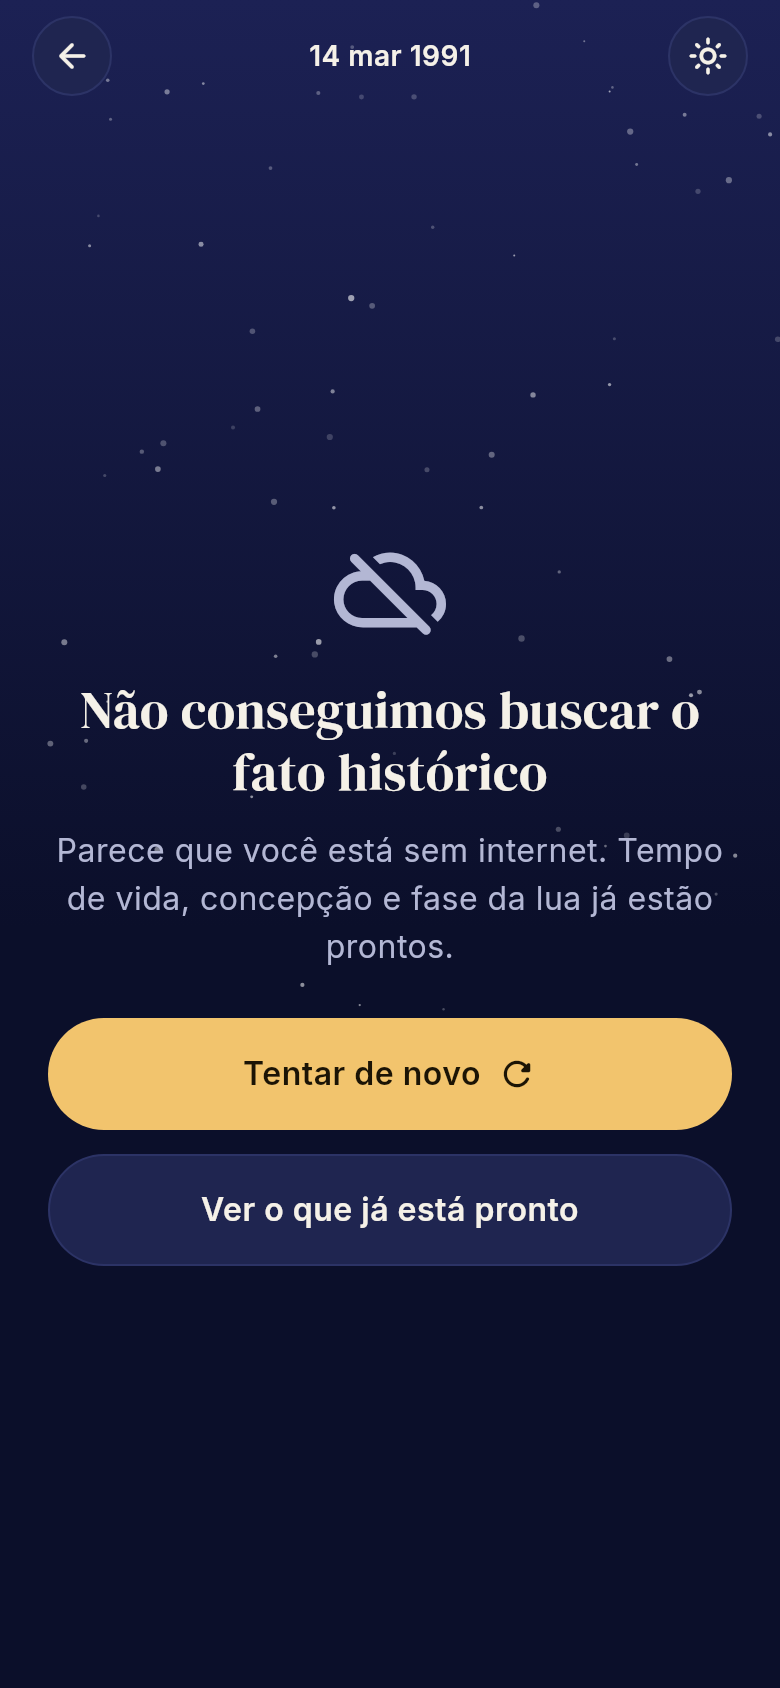 14 mar 1991
Não conseguimos buscar o
fato histórico
Parece que você está sem internet. Tempo
de vida, concepção e fase da lua já estão
prontos.
Tentar de novo
Ver o que já está pronto